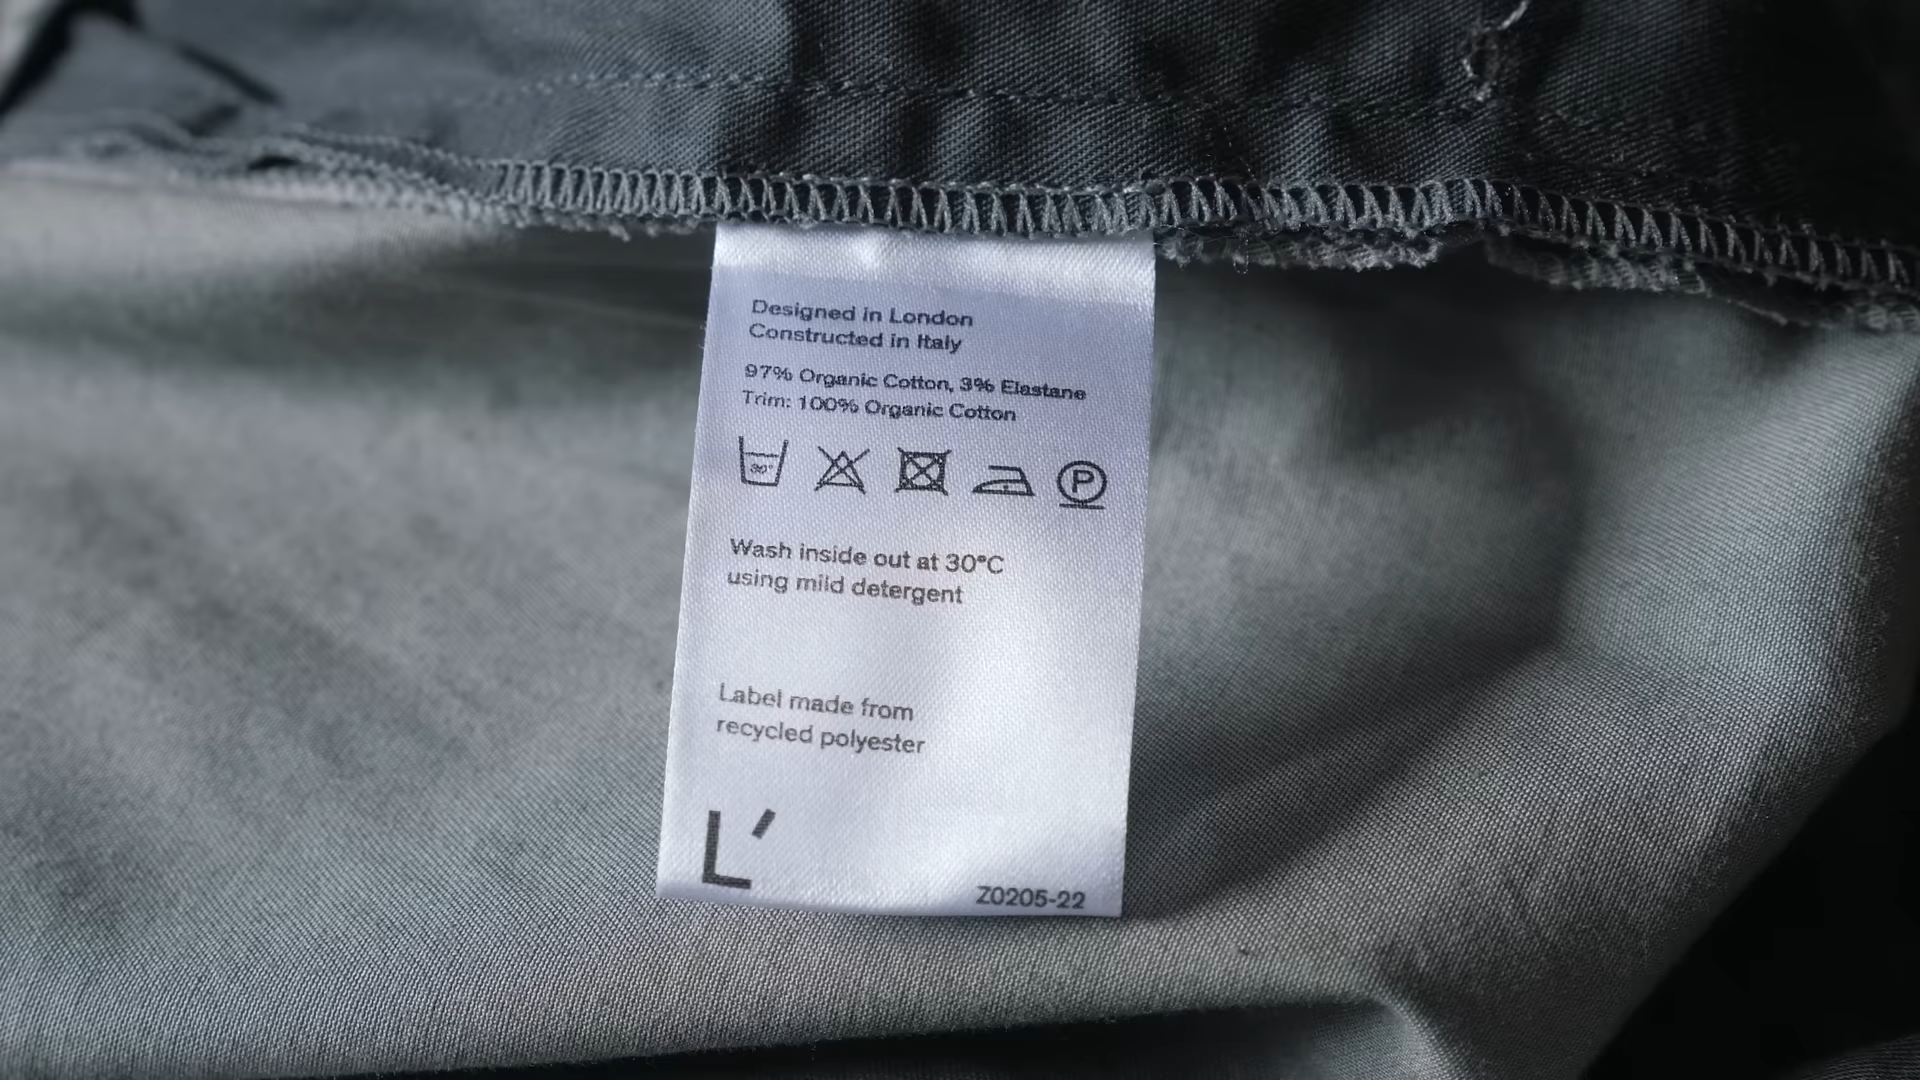 Designed in London
Constructed in Italy
97% Organic Cotton, 3% Elastane
Trim: 100% Organic Cotton
30°
P
Wash inside out at 30°C
using mild detergent
Label made from
recycled polyester
L′
Z0205-22